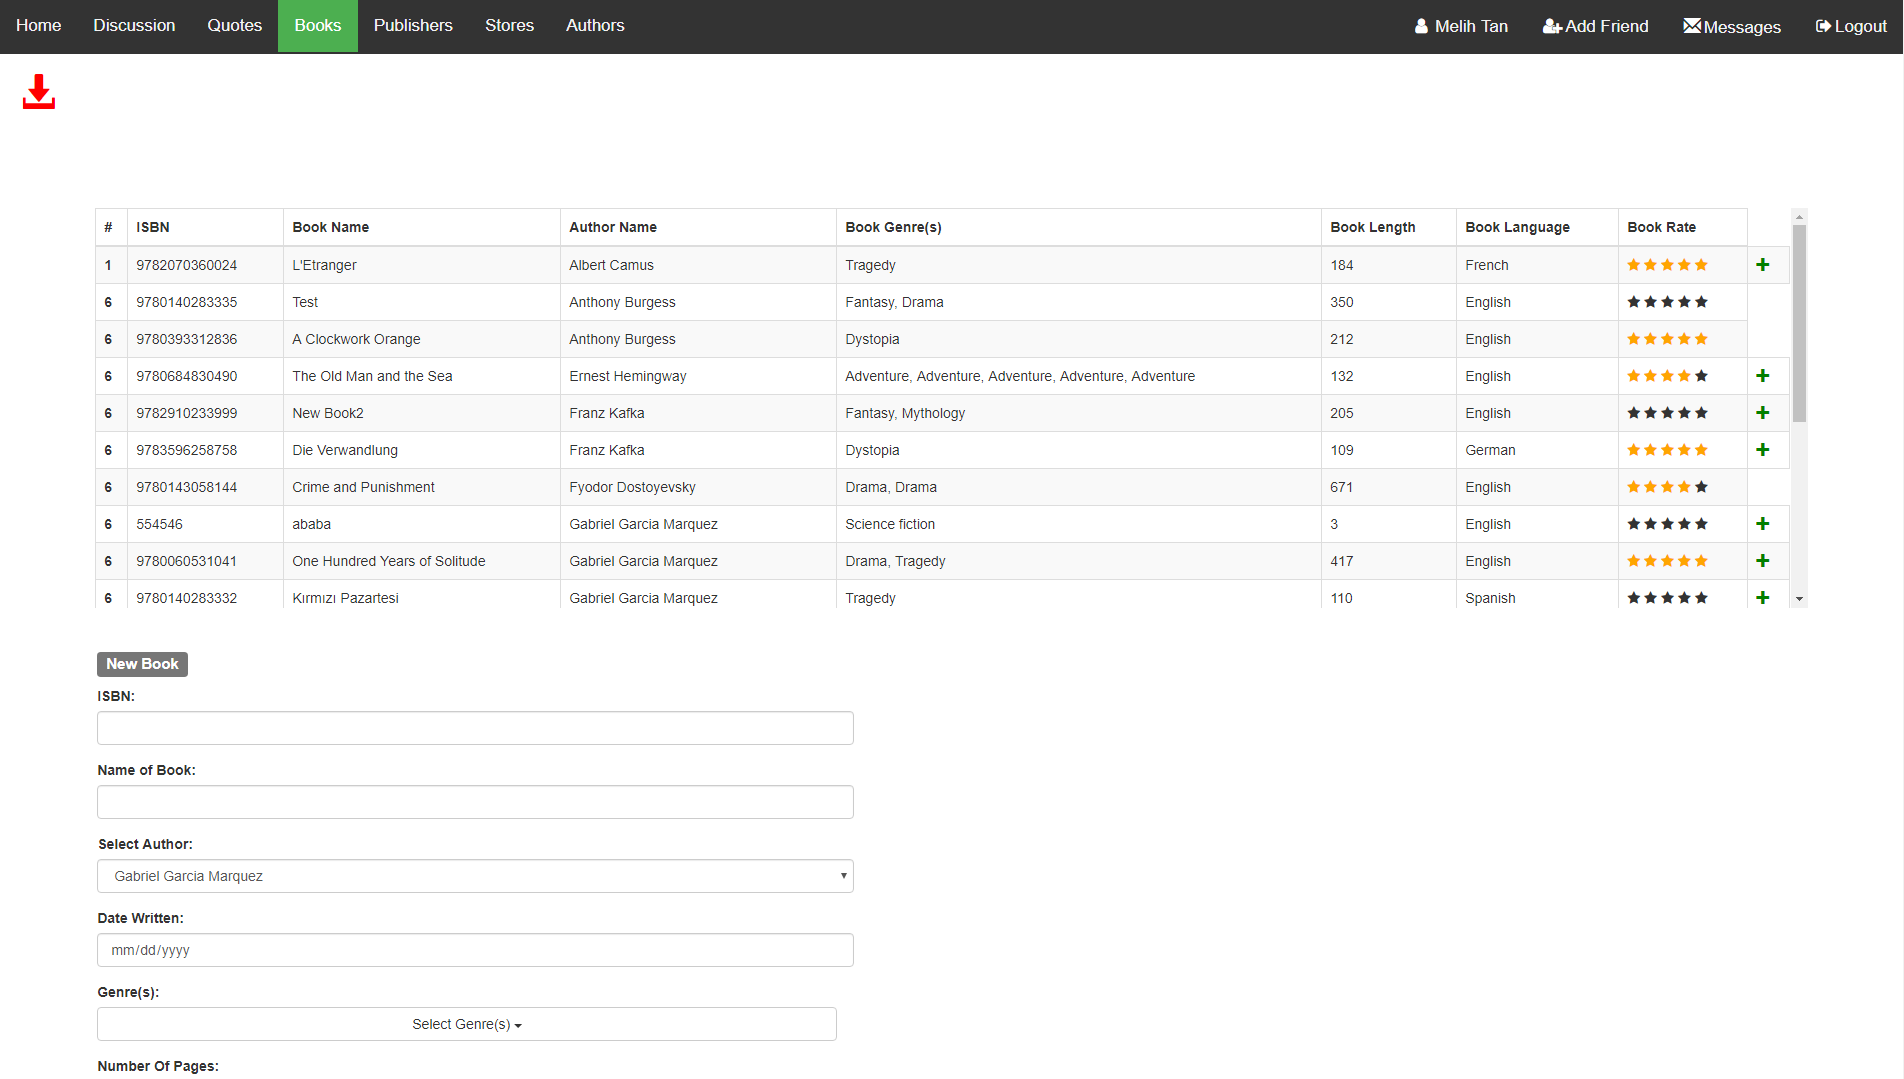 Home Discussion Quotes Books Publishers Stores Authors Melih Tan Add Friend Messages Logout
# ISBN Book Name Author Name Book Genre(s) Book Length Book Language Book Rate
1 9782070360024 L'Etranger Albert Camus Tragedy 184 French
6 9780140283335 Test Anthony Burgess Fantasy, Drama 350 English
6 9780393312836 A Clockwork Orange Anthony Burgess Dystopia 212 English
6 9780684830490 The Old Man and the Sea Ernest Hemingway Adventure, Adventure, Adventure, Adventure, Adventure 132 English
6 9782910233999 New Book2 Franz Kafka Fantasy, Mythology 205 English
6 9783596258758 Die Verwandlung Franz Kafka Dystopia 109 German
6 9780143058144 Crime and Punishment Fyodor Dostoyevsky Drama, Drama 671 English
6 554546 ababa Gabriel Garcia Marquez Science fiction 3 English
6 9780060531041 One Hundred Years of Solitude Gabriel Garcia Marquez Drama, Tragedy 417 English
6 9780140283332 Kırmızı Pazartesi Gabriel Garcia Marquez Tragedy 110 Spanish
New Book
ISBN:
Name of Book:
Select Author:
Gabriel Garcia Marquez
Date Written:
mm/dd/yyyy
Genre(s):
Select Genre(s)
Number Of Pages: